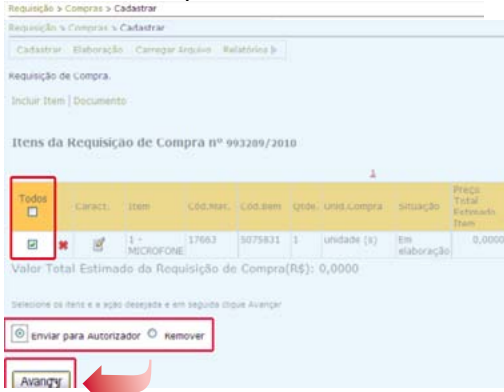 Requisição > Compras > Cadastrar
Requisição > Compras > Cadastrar
Cadastrar Elaboração Carregar Arquivo Relatórios
Requisição de Compra.
Incluir Item | Documento
Itens da Requisição de Compra nº 993289/2010
1
Todos Caract. Item Cód.Mat. Cód.Item Qtde. Unid.Compra Situação Preço Total Estimado Item
1 - MICROFONE 17663 5075831 1 unidade (s) Em elaboração 0,0000
Valor Total Estimado da Requisição de Compra(R$): 0,0000
Selecione os itens e a ação desejada e em seguida clique Avançar
Enviar para Autorizador Remover
Avançar